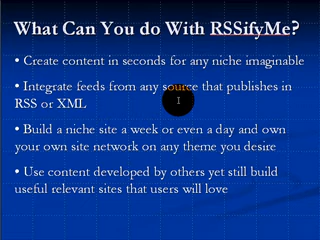 What Can You do With RSSifyMe?
• Create content in seconds for any niche imaginable
• Integrate feeds from any source that publishes in
RSS or XML
• Build a niche site a week or even a day and own
your own site network on any theme you desire
• Use content developed by others yet still build
useful relevant sites that users will love